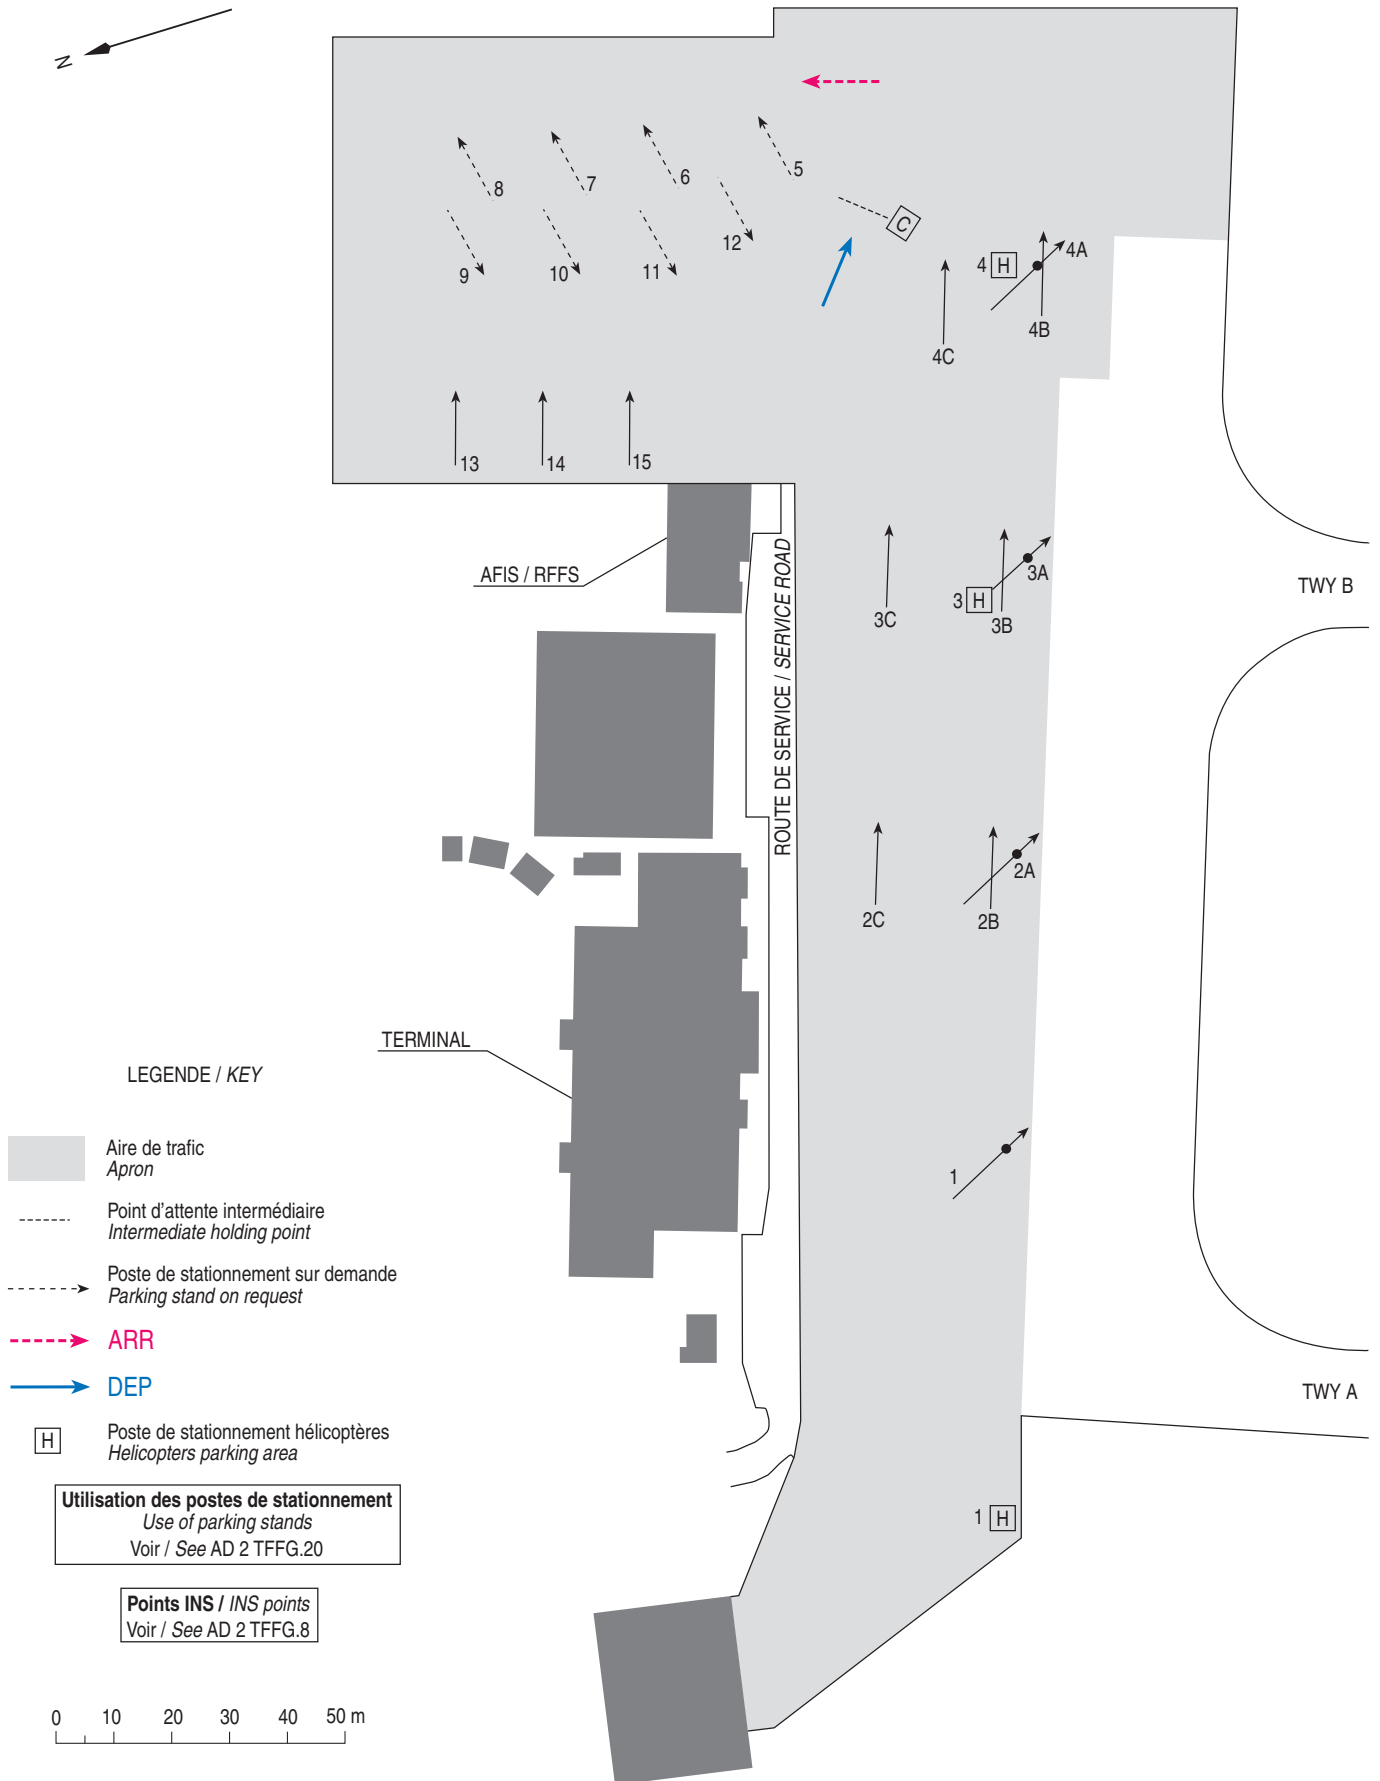 N
8
7
6
5
9
10
11
12
C
4 H
4A
4B
4C
13
14
15
AFIS / RFFS
ROUTE DE SERVICE / SERVICE ROAD
3C
3 H
3A
3B
TWY B
2C
2A
2B
TERMINAL
1
TWY A
1 H
LEGENDE / KEY
Aire de trafic
Apron
Point d'attente intermédiaire
Intermediate holding point
Poste de stationnement sur demande
Parking stand on request
ARR
DEP
H
Poste de stationnement hélicoptères
Helicopters parking area
Utilisation des postes de stationnement
Use of parking stands
Voir / See AD 2 TFFG.20
Points INS / INS points
Voir / See AD 2 TFFG.8
0 10 20 30 40 50 m